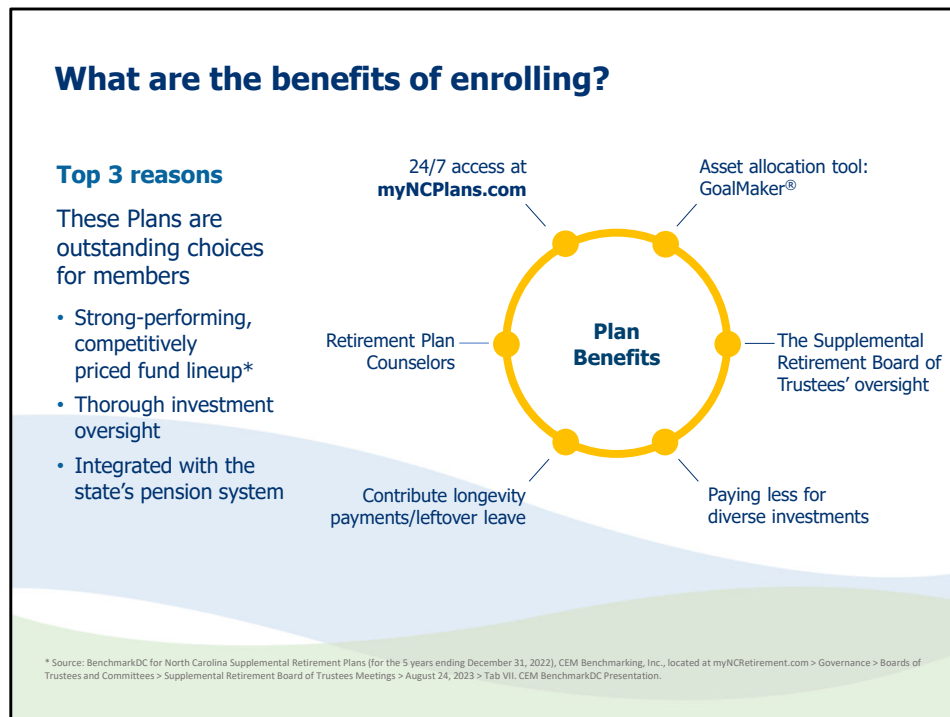 What are the benefits of enrolling?
Top 3 reasons
These Plans are
outstanding choices
for members
• Strong-performing,
competitively
priced fund lineup*
• Thorough investment
oversight
• Integrated with the
state’s pension system
24/7 access at
myNCPlans.com
Asset allocation tool:
GoalMaker®
Retirement Plan
Counselors
Plan
Benefits
The Supplemental
Retirement Board of
Trustees’ oversight
Contribute longevity
payments/leftover leave
Paying less for
diverse investments
* Source: BenchmarkDC for North Carolina Supplemental Retirement Plans (for the 5 years ending December 31, 2022), CEM Benchmarking, Inc., located at myNCRetirement.com > Governance > Boards of
Trustees and Committees > Supplemental Retirement Board of Trustees Meetings > August 24, 2023 > Tab VII. CEM BenchmarkDC Presentation.